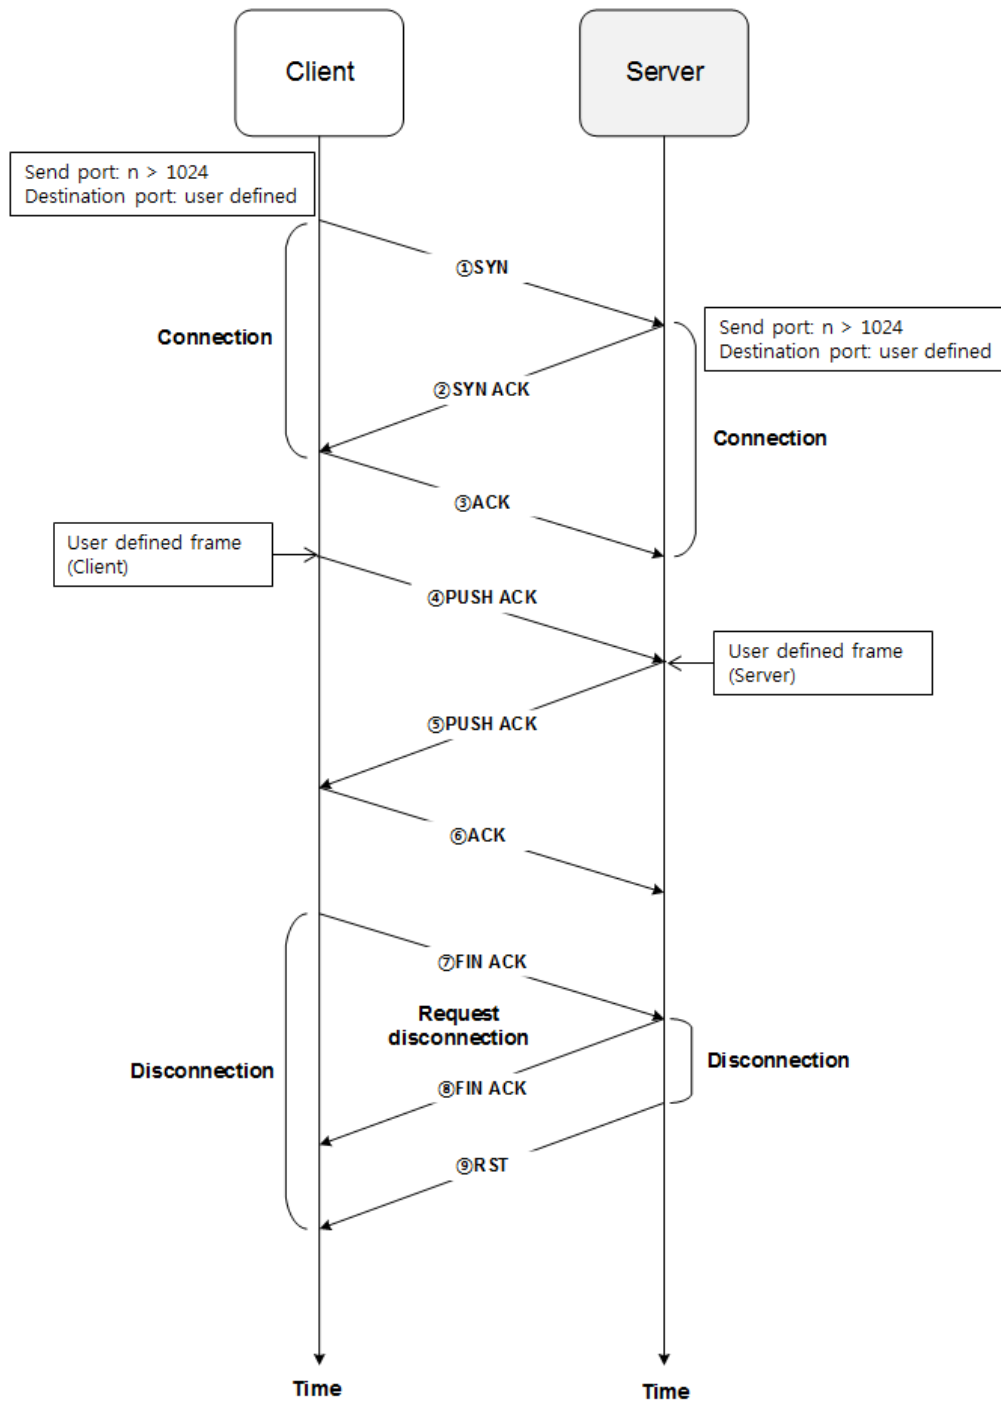 Client
Server
Send port: n > 1024
Destination port: user defined
①SYN
Send port: n > 1024
Destination port: user defined
Connection
②SYN ACK
Connection
③ACK
User defined frame
(Client)
④PUSH ACK
User defined frame
(Server)
⑤PUSH ACK
⑥ACK
⑦FIN ACK
Request
disconnection
Disconnection
Disconnection
⑧FIN ACK
⑨RST
Time
Time